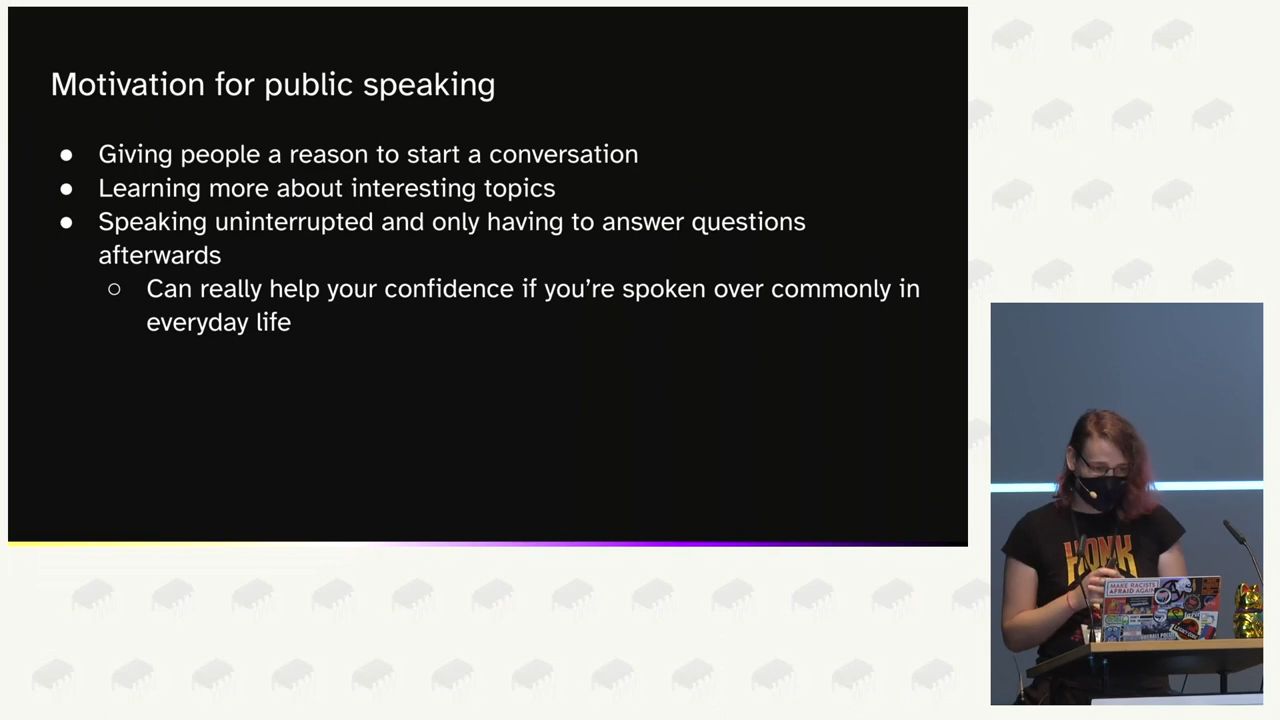 Motivation for public speaking
● Giving people a reason to start a conversation
● Learning more about interesting topics
● Speaking uninterrupted and only having to answer questions
afterwards
○ Can really help your confidence if you’re spoken over commonly in
everyday life
HONK
MAKE RACISTS
AFRAID AGAIN